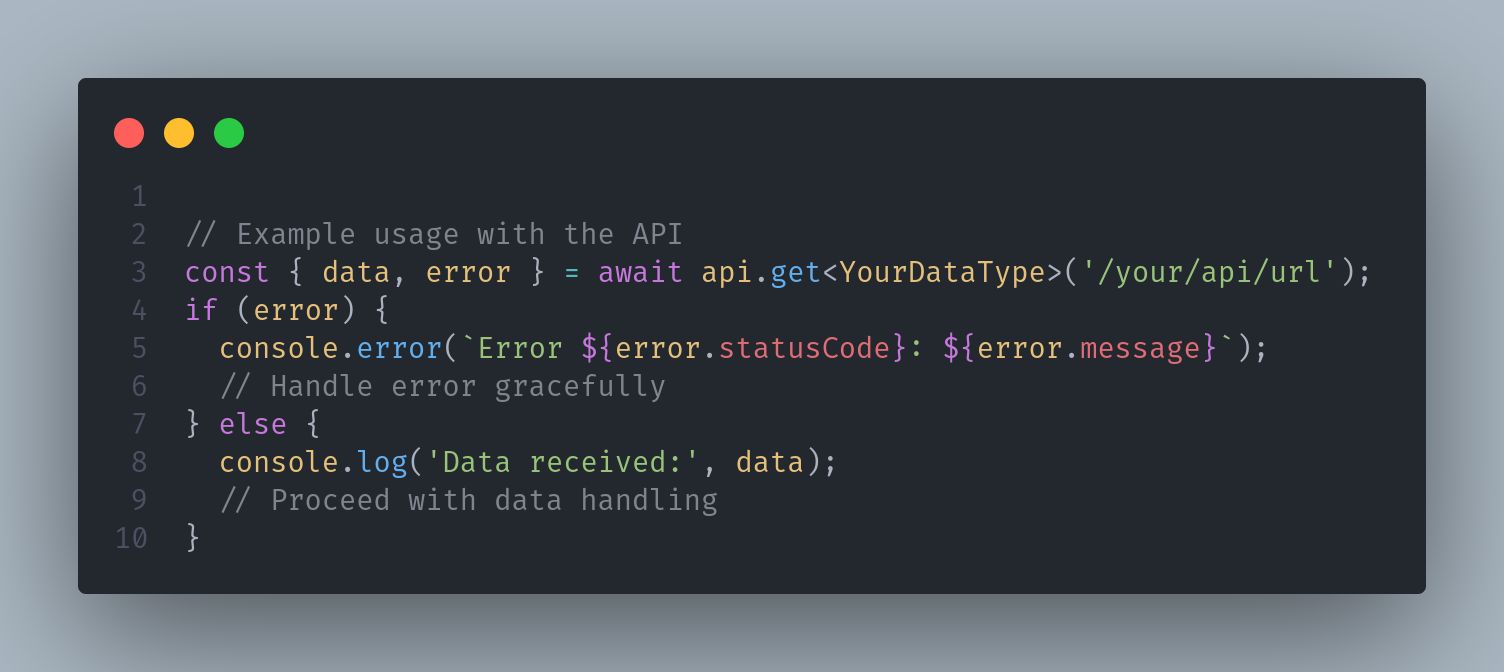 1
2 // Example usage with the API
3 const { data, error } = await api.get<YourDataType>('/your/api/url');
4 if (error) {
5   console.error(`Error ${error.statusCode}: ${error.message}`);
6   // Handle error gracefully
7 } else {
8   console.log('Data received:', data);
9   // Proceed with data handling
10 }